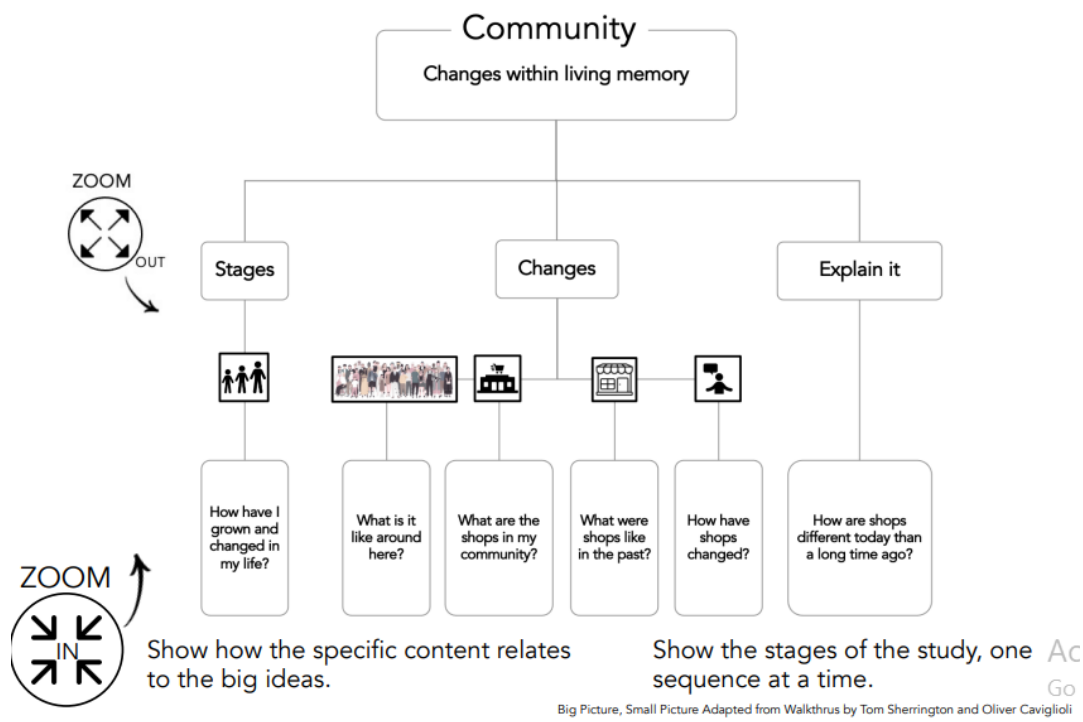 Community
Changes within living memory
ZOOM
OUT
Stages
Changes
Explain it
How have I
grown and
changed in
my life?
What is it
like around
here?
What are the
shops in my
community?
What were
shops like
in the past?
How have
shops
changed?
How are shops
different today than
a long time ago?
ZOOM
IN
Show how the specific content relates
to the big ideas.
Show the stages of the study, one
sequence at a time.
Go
Big Picture, Small Picture Adapted from Walkthrus by Tom Sherrington and Oliver Caviglioli